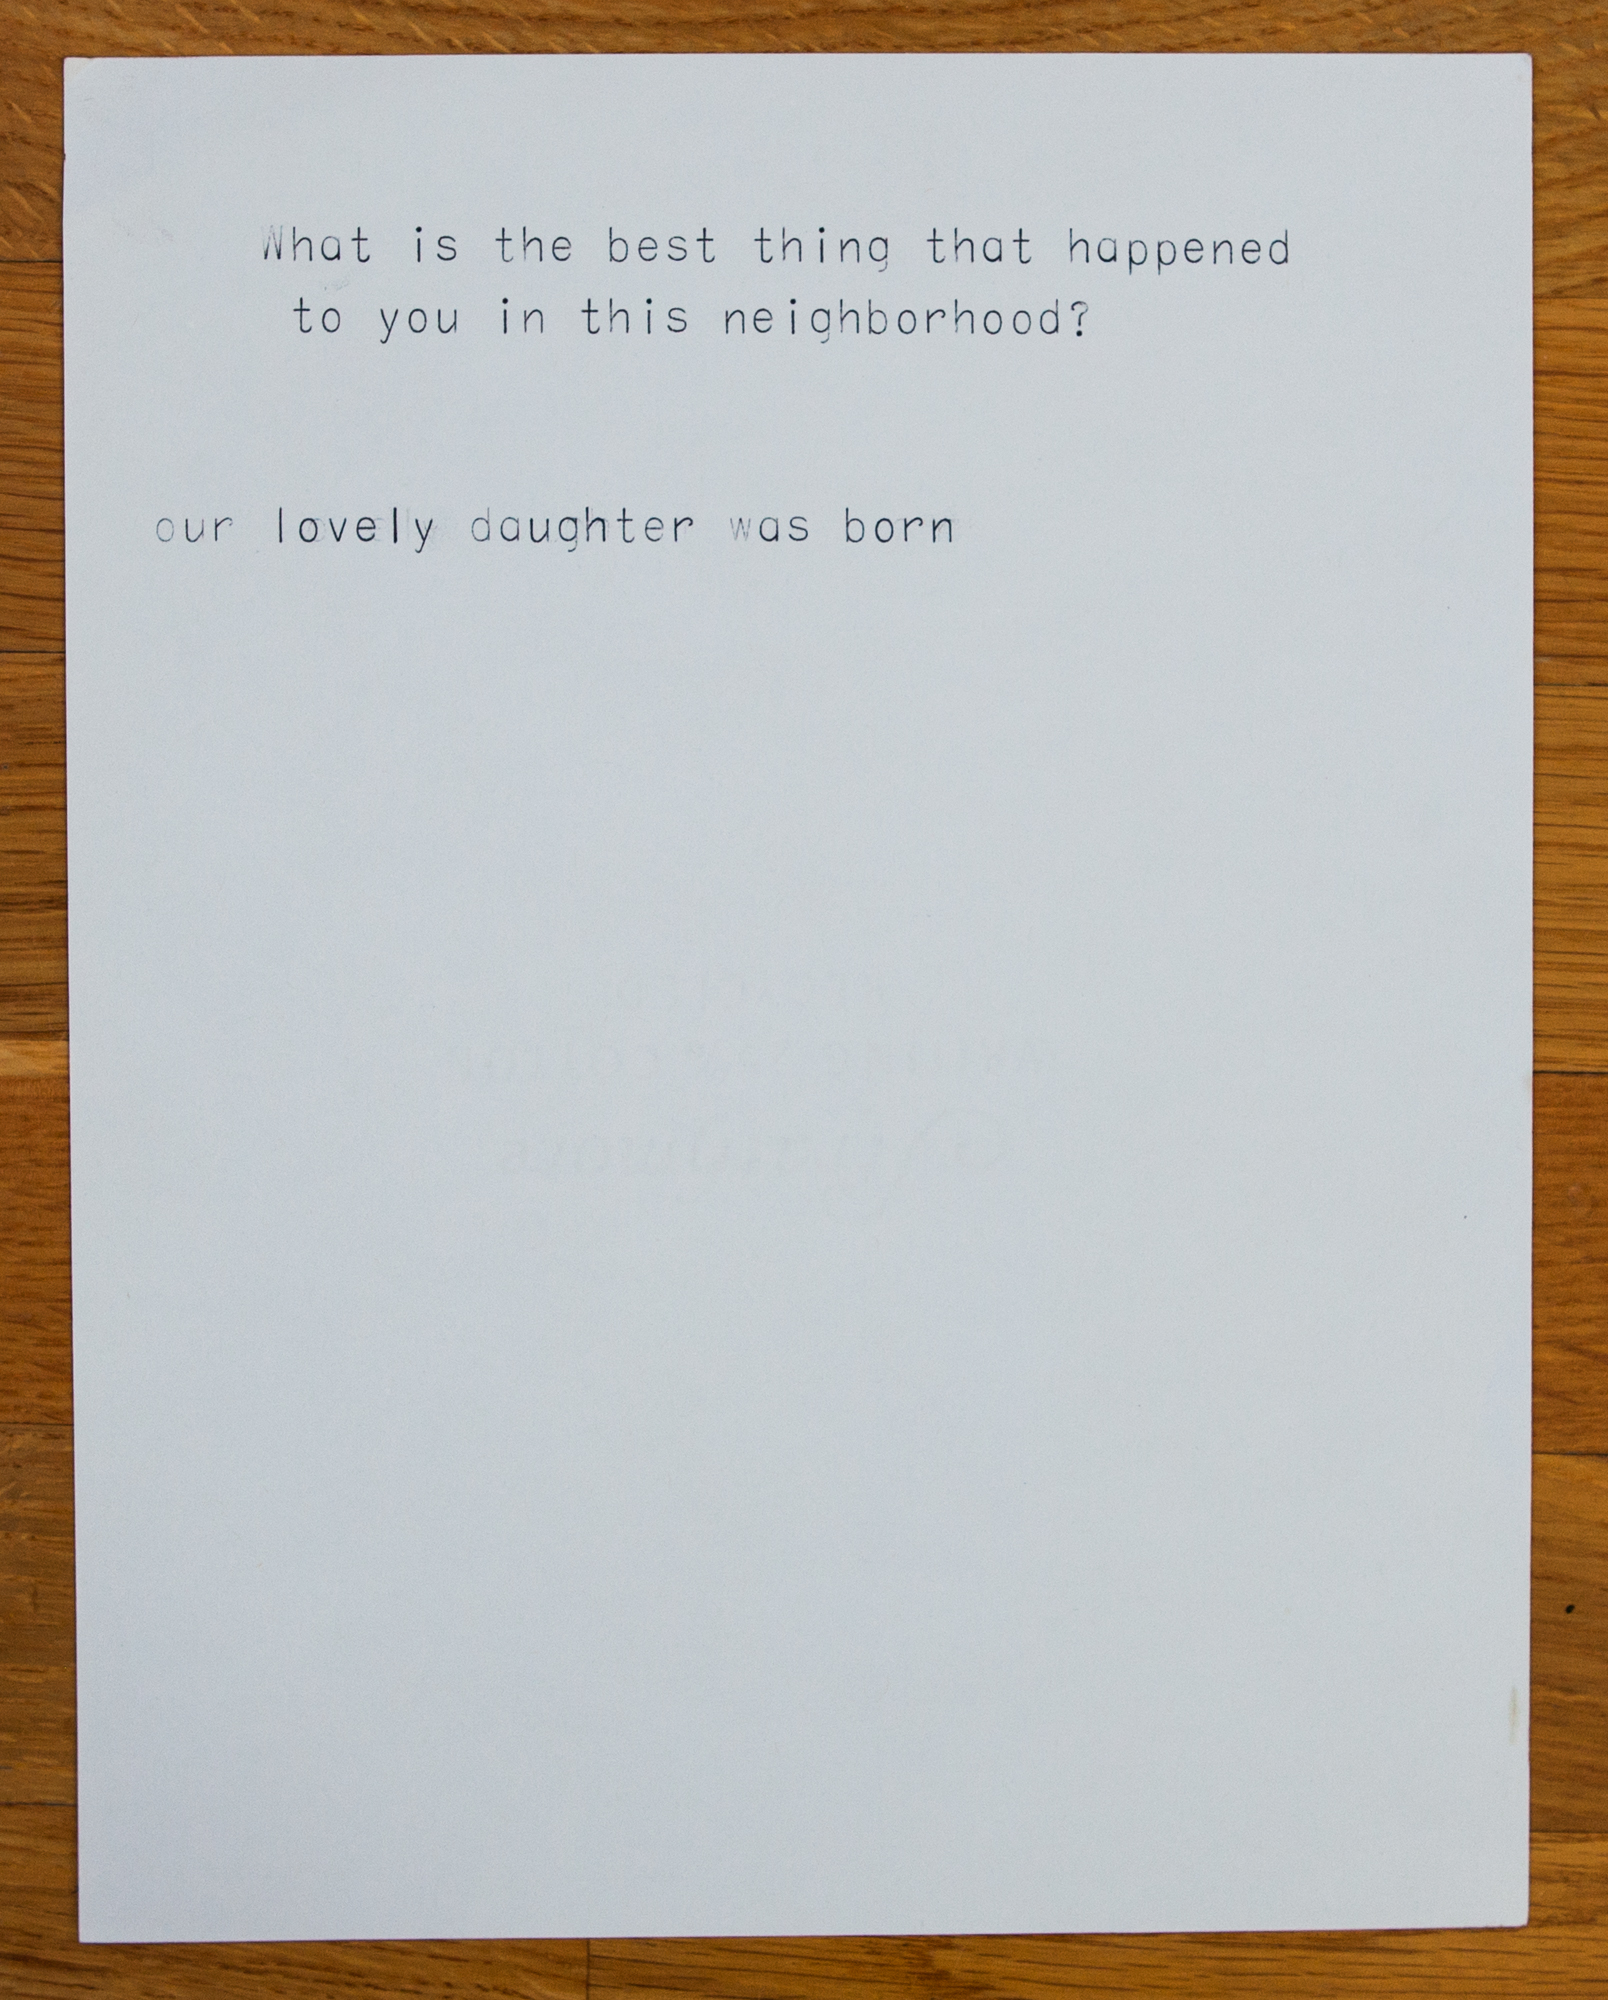 What is the best thing that happened
to you in this neighborhood?
our lovely daughter was born